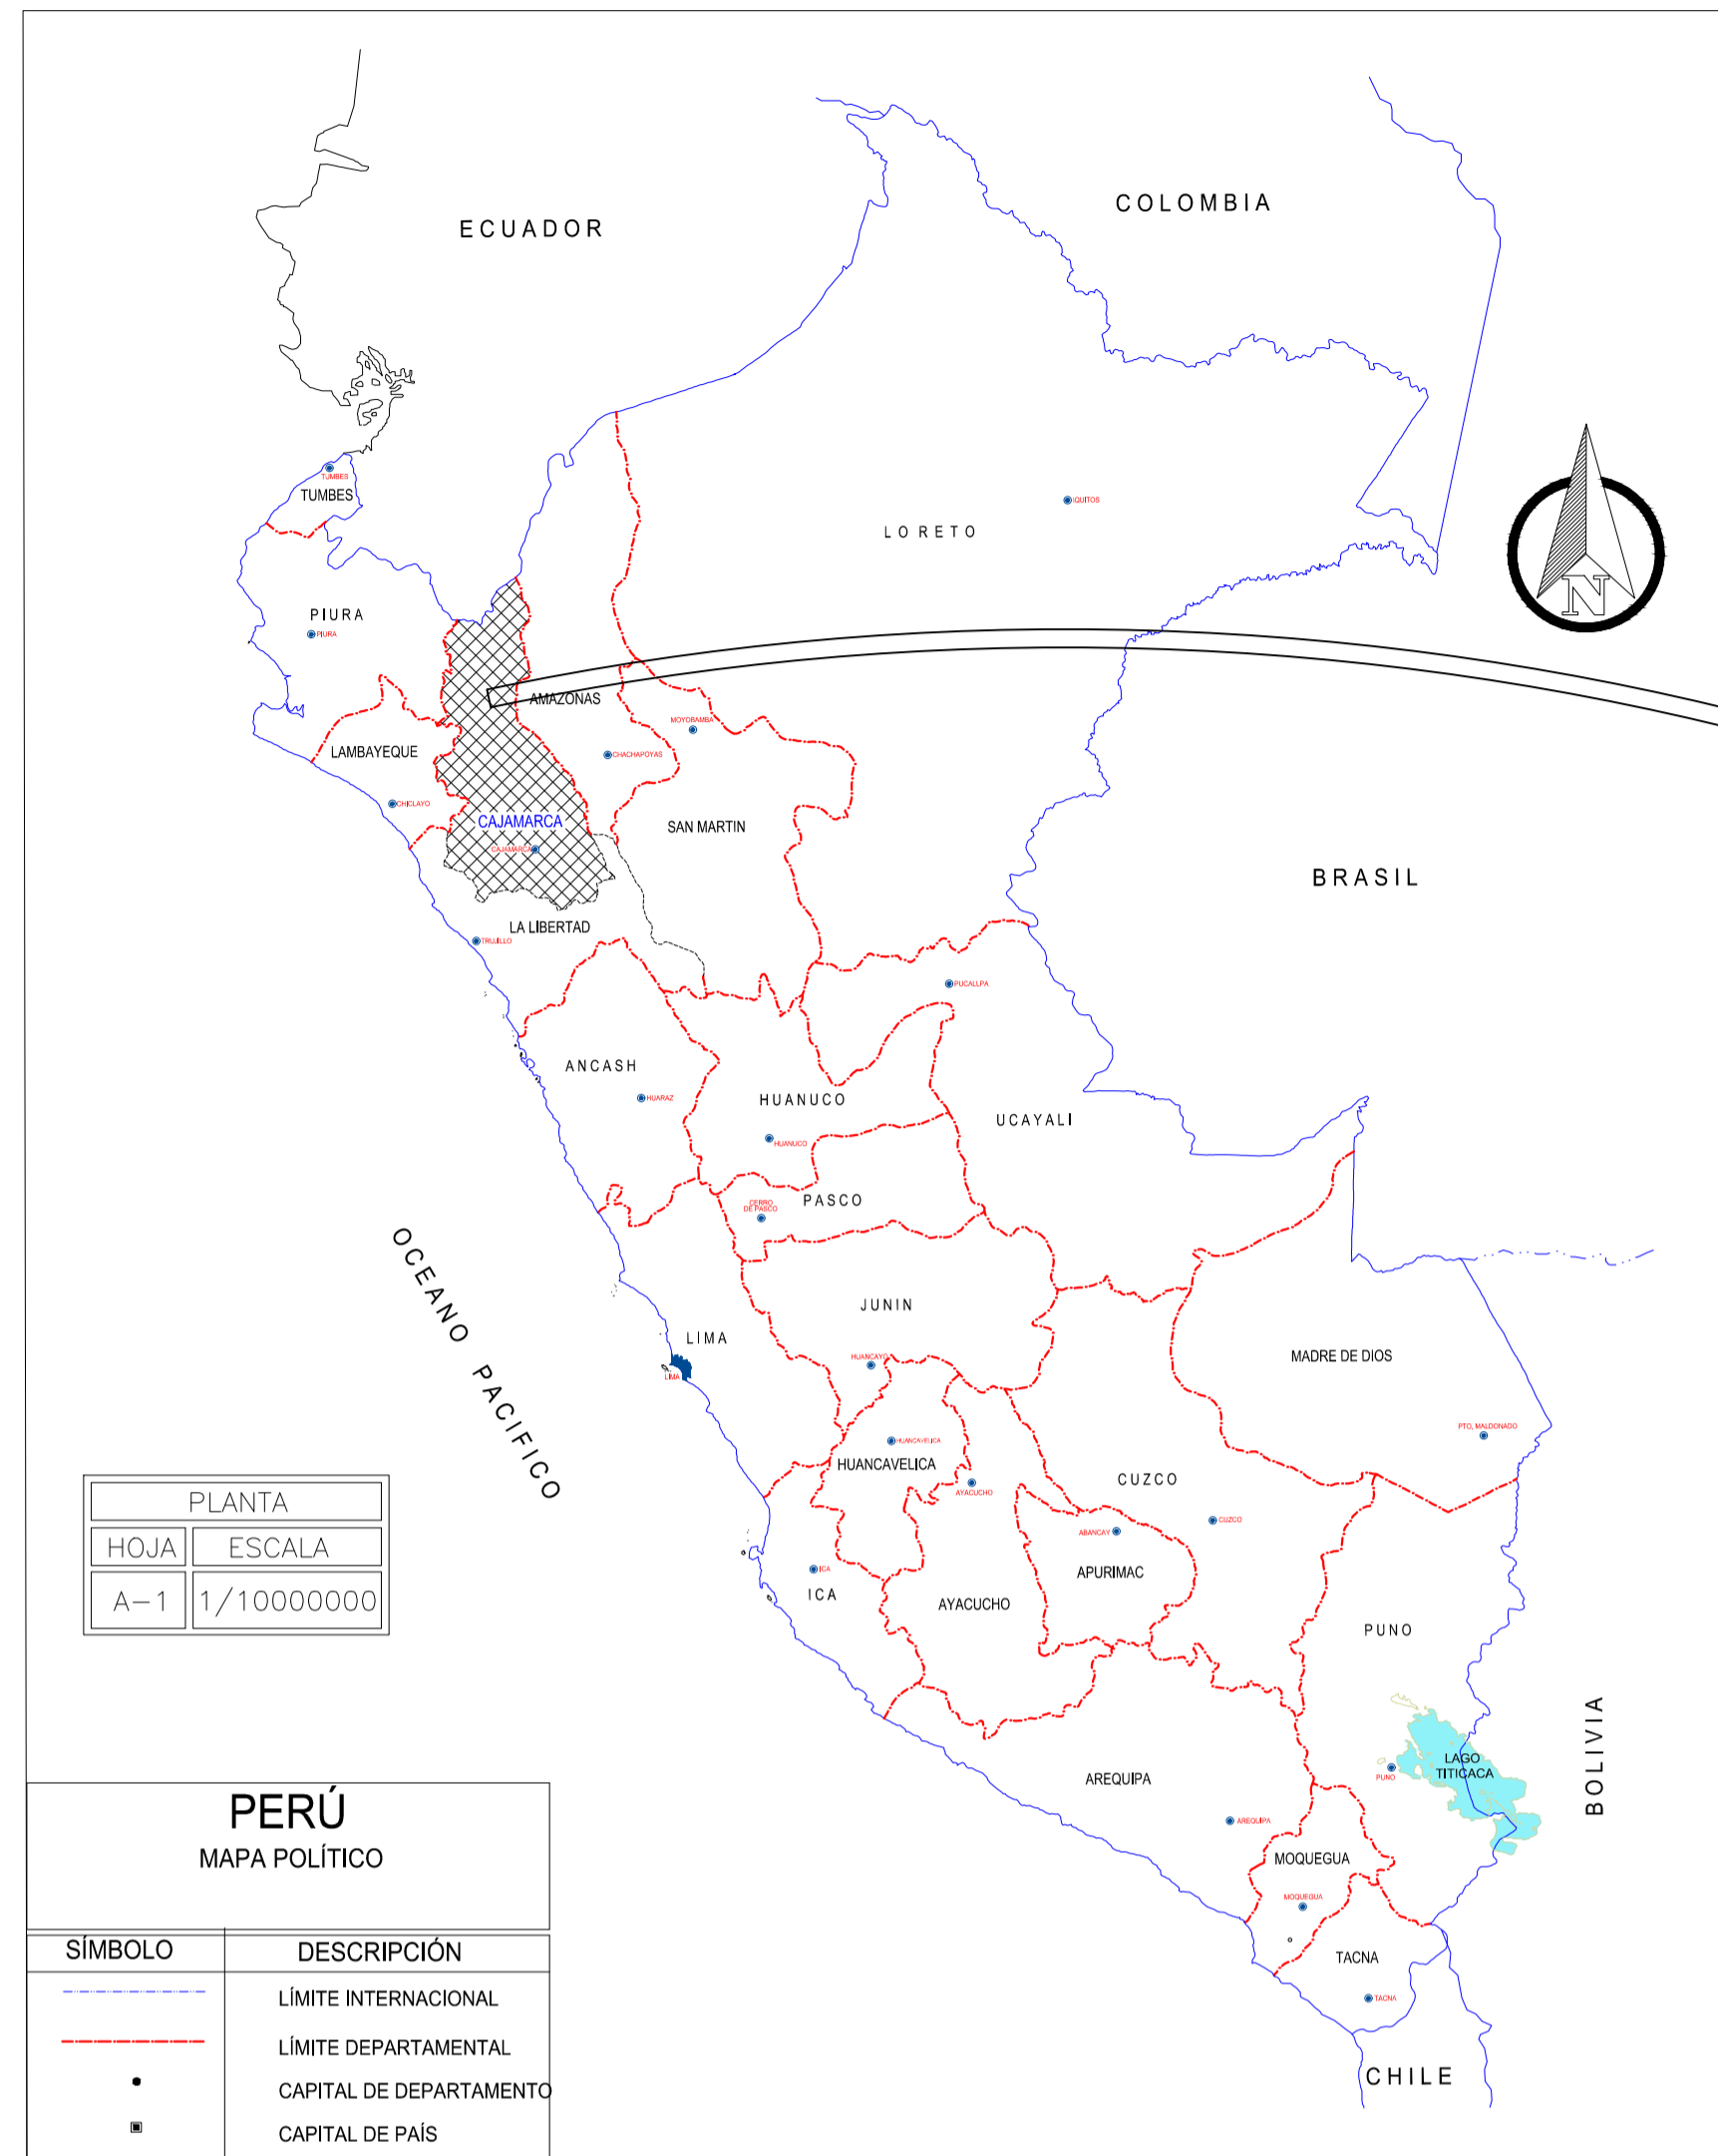 ECUADOR
COLOMBIA
TUMBES
TUMBES
IQUITOS
LORETO
N
PIURA
PIURA
AMAZONAS
MOYOBAMBA
LAMBAYEQUE
CHACHAPOYAS
CHICLAYO
CAJAMARCA
SAN MARTIN
CAJAMARCA
BRASIL
LA LIBERTAD
TRUJILLO
PUCALLPA
ANCASH
HUARAZ
HUANUCO
UCAYALI
HUANUCO
PASCO
CERRO
DE PASCO
OCEANO PACIFICO
JUNIN
LIMA
HUANCAYO
LIMA
MADRE DE DIOS
PTO. MALDONADO
HUANCAVELICA
HUANCAVELICA
CUZCO
AYACUCHO
CUZCO
ABANCAY
ICA
APURIMAC
ICA
AYACUCHO
PUNO
PLANTA
HOJA ESCALA
A-1 1/10000000
BOLIVIA
LAGO
TITICACA
PUNO
AREQUIPA
AREQUIPA
MOQUEGUA
MOQUEGUA
TACNA
TACNA
CHILE
PERÚ
MAPA POLÍTICO
SÍMBOLO DESCRIPCIÓN
LÍMITE INTERNACIONAL
LÍMITE DEPARTAMENTAL
CAPITAL DE DEPARTAMENTO
CAPITAL DE PAÍS